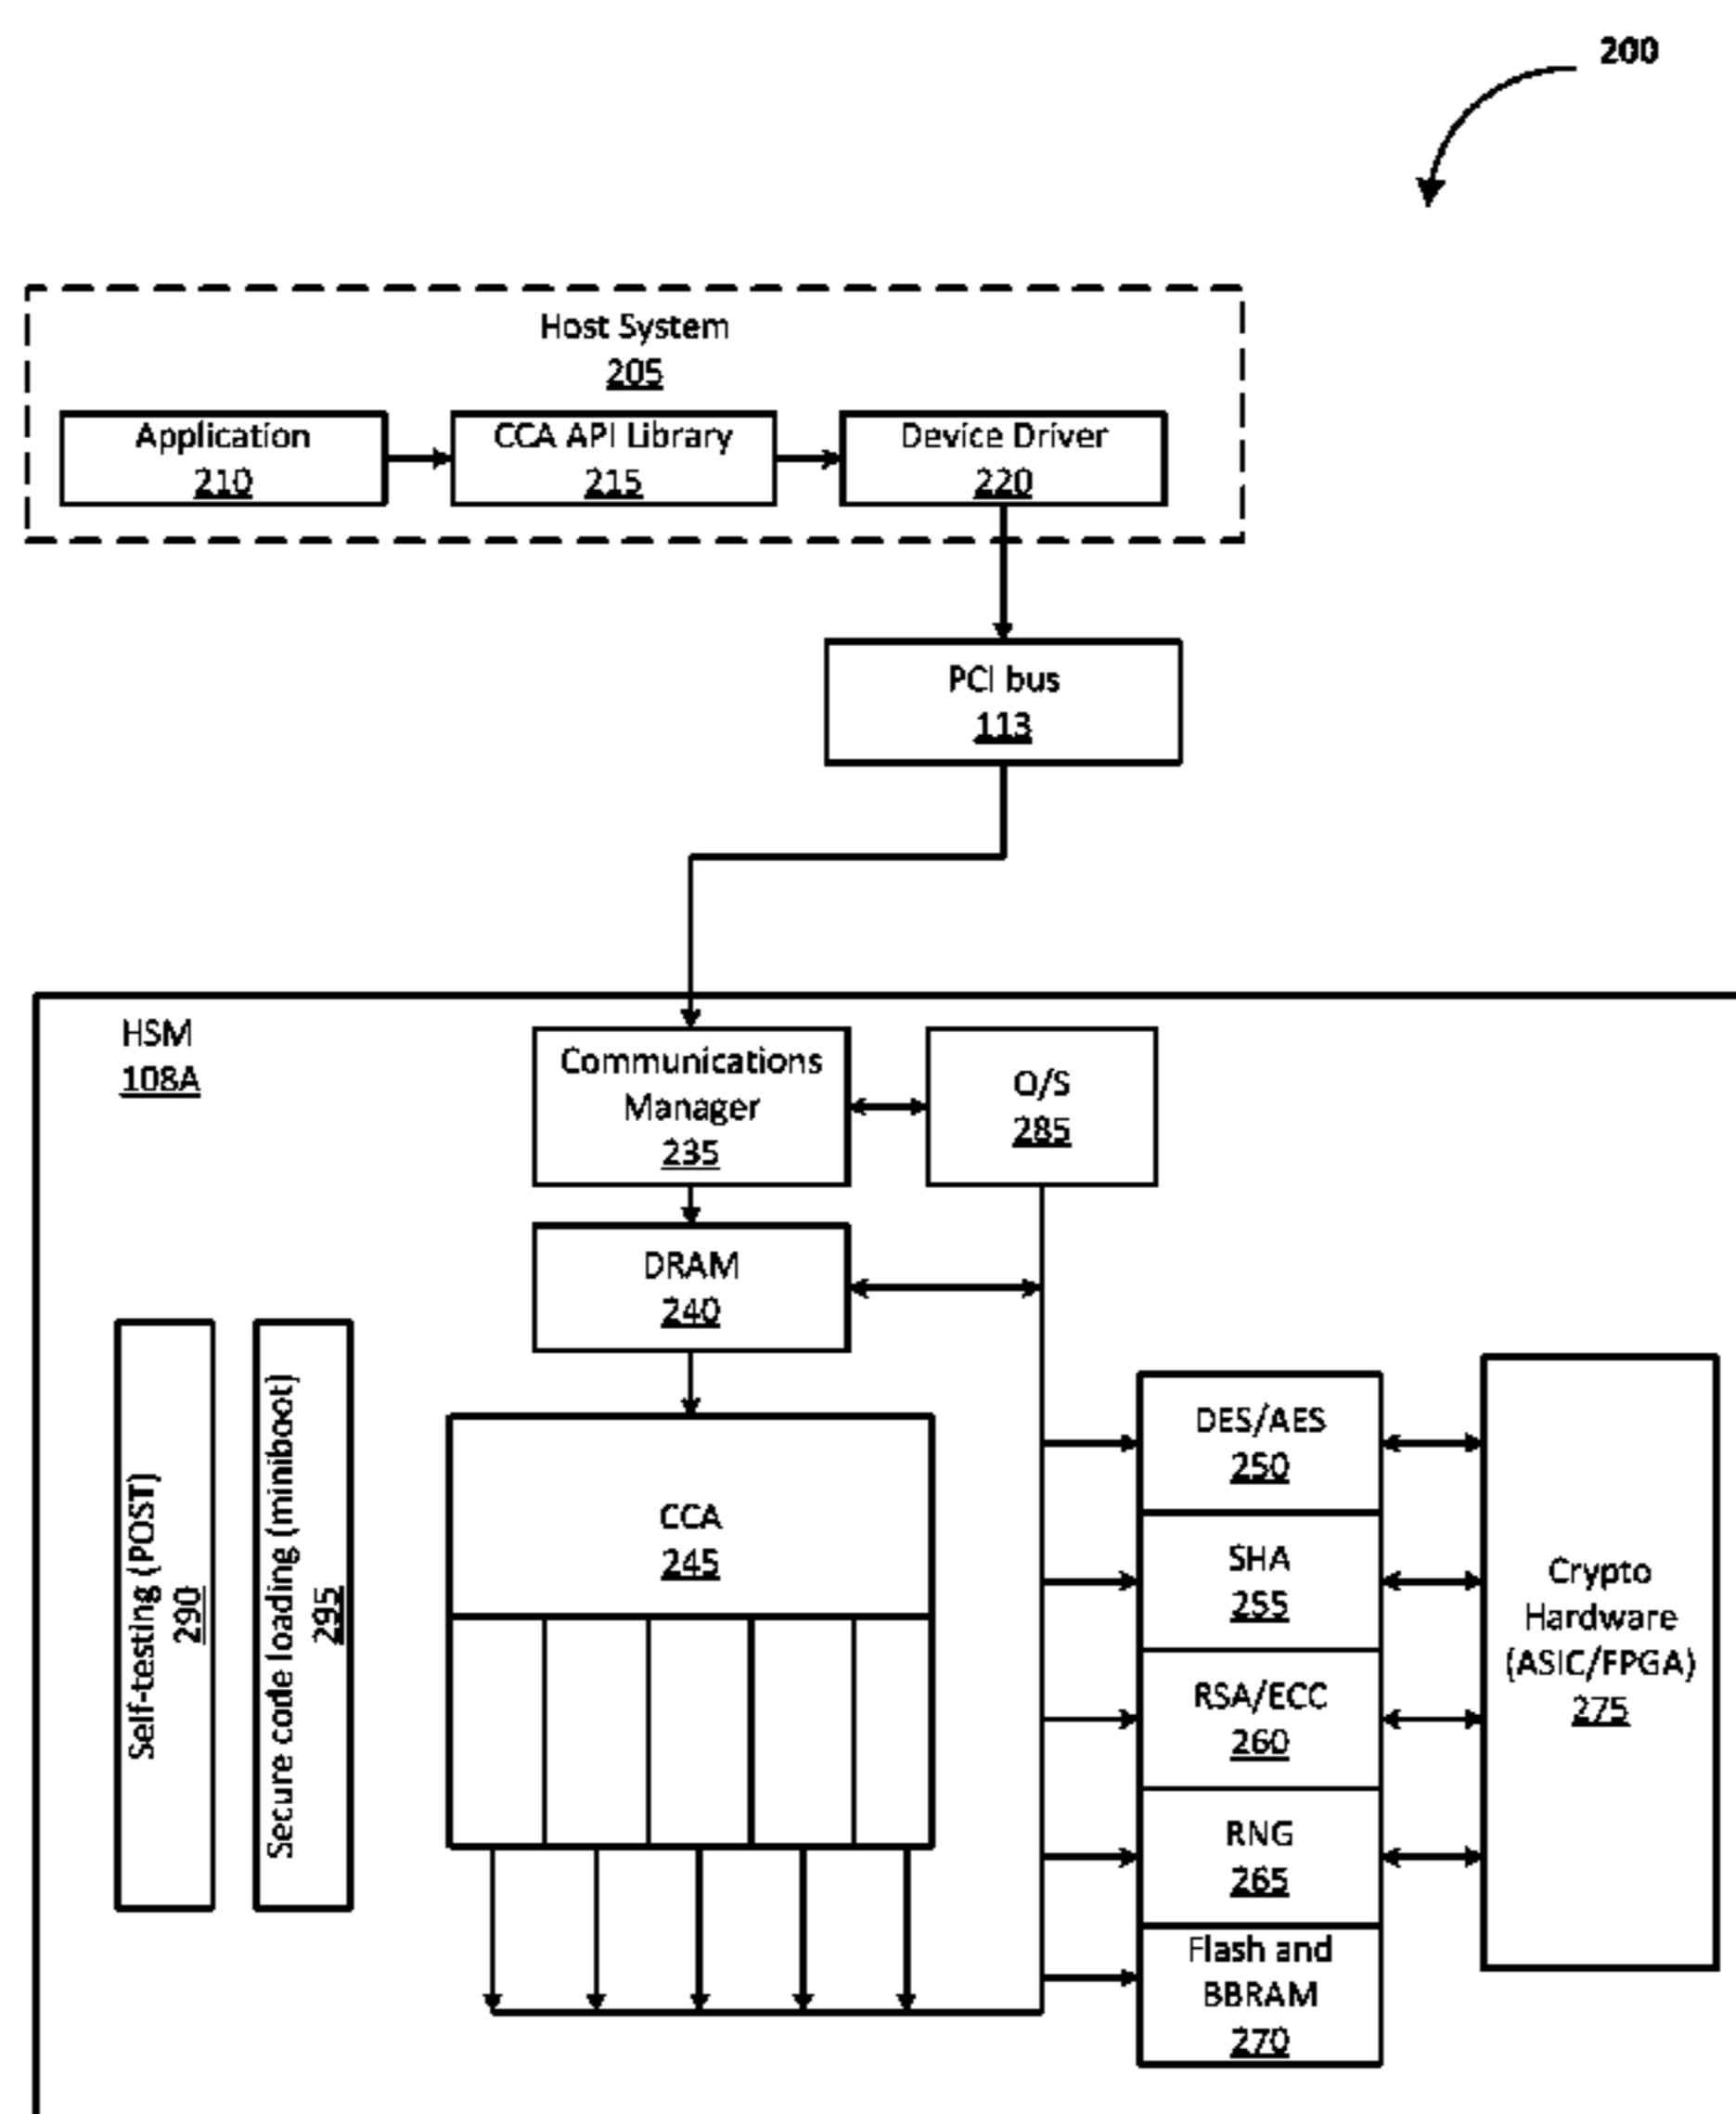 200
Host System
205
Application
210
CCA API Library
215
Device Driver
220
PCI bus
113
HSM
108A
Communications
Manager
235
O/S
285
DRAM
240
Self-testing (POST)
290
Secure code loading (miniboot)
295
CCA
245
DES/AES
250
SHA
255
RSA/ECC
260
RNG
265
Flash and
BBRAM
270
Crypto
Hardware
(ASIC/FPGA)
275